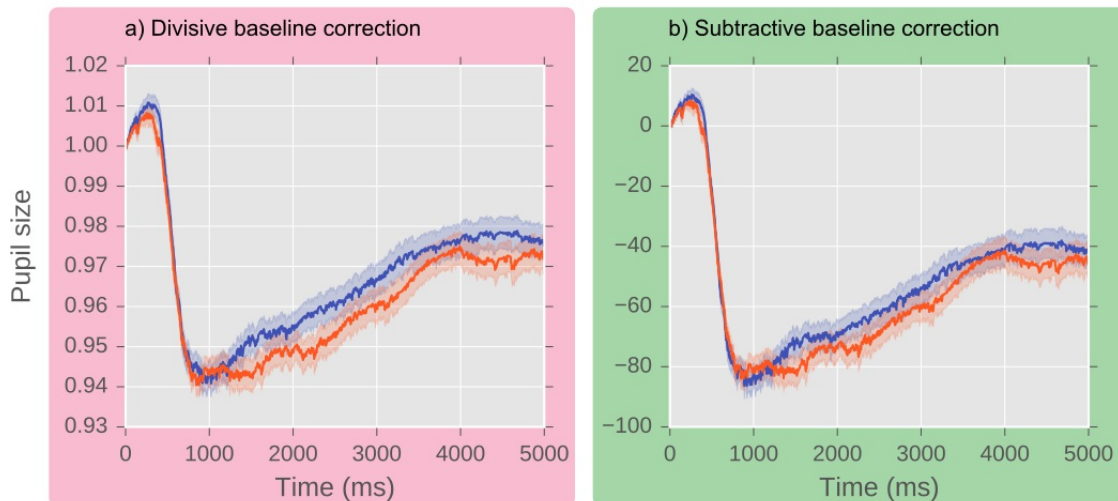 a) Divisive baseline correction
1.02
1.01
1.00
0.99
0.98
0.97
0.96
0.95
0.94
0.93
Pupil size
0 1000 2000 3000 4000 5000
Time (ms)
b) Subtractive baseline correction
20
0
−20
−40
−60
−80
−100
0 1000 2000 3000 4000 5000
Time (ms)